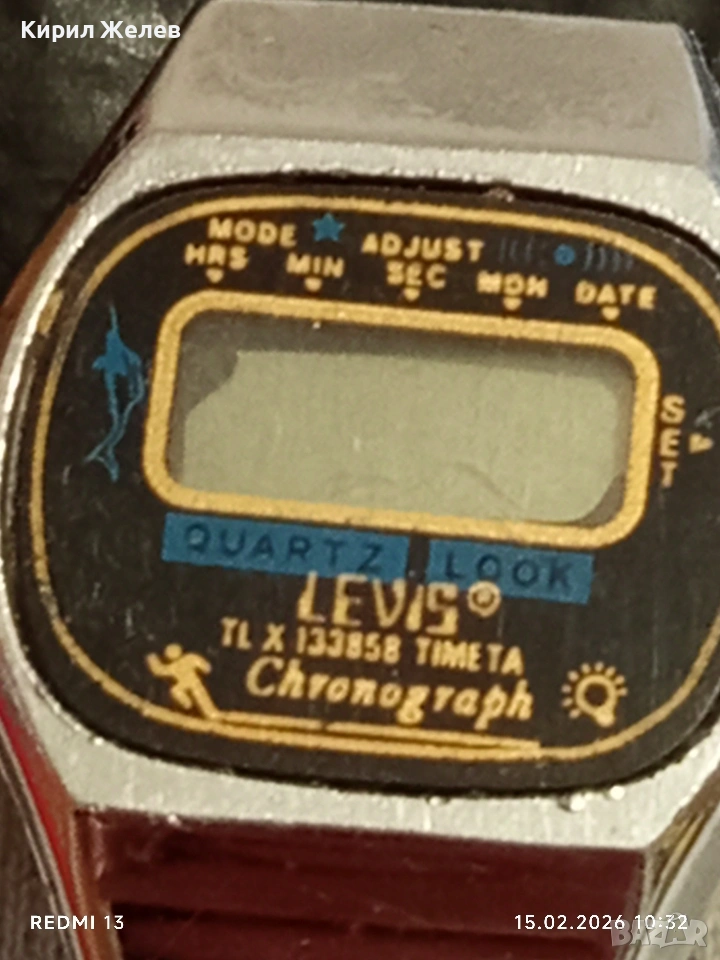 Кирил Желев
MODE ADJUST
HRS MIN SEC MON DATE
SET
QUARTZ LOOK
LEVIS®
TL X 133858 TIMETA
Chronograph
REDMI 13
15.02.2026 10:32
BAZAR